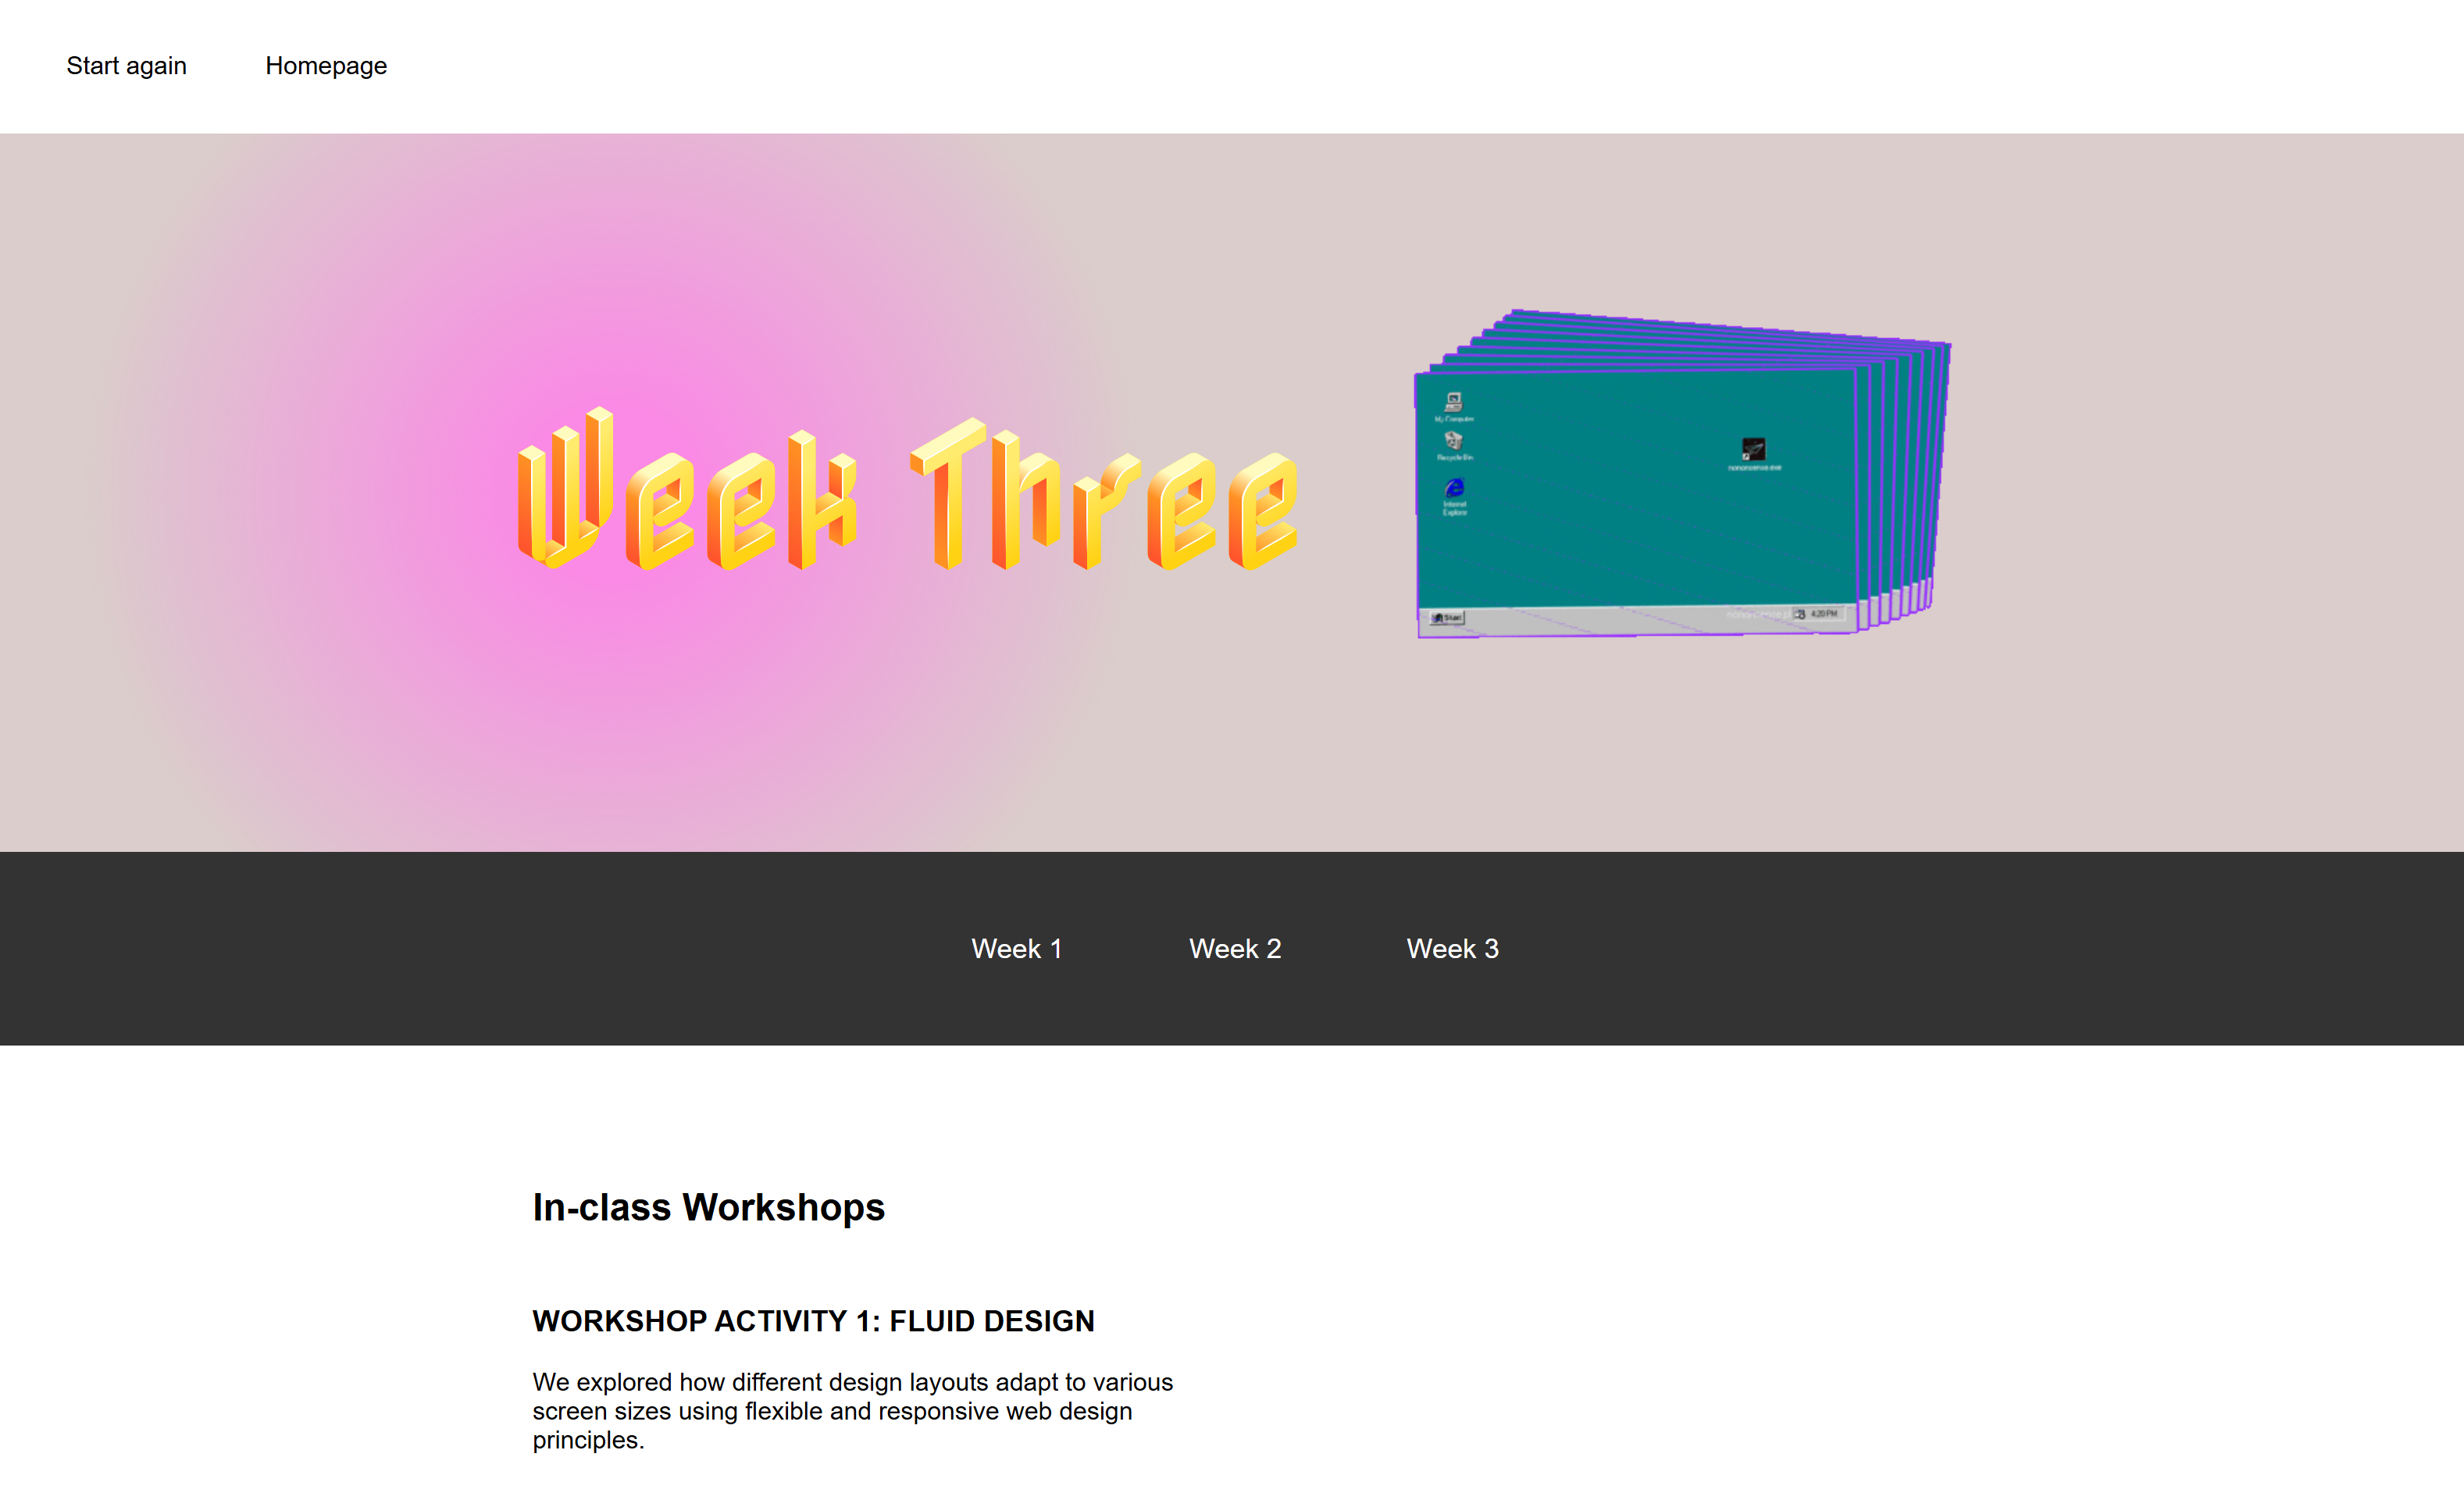 Start again
Homepage
Week Three
My Computer
Recycle Bin
nononsense.exe
Internet
Explorer
Start
4:20 PM
Week 1
Week 2
Week 3
In-class Workshops
WORKSHOP ACTIVITY 1: FLUID DESIGN
We explored how different design layouts adapt to various
screen sizes using flexible and responsive web design
principles.